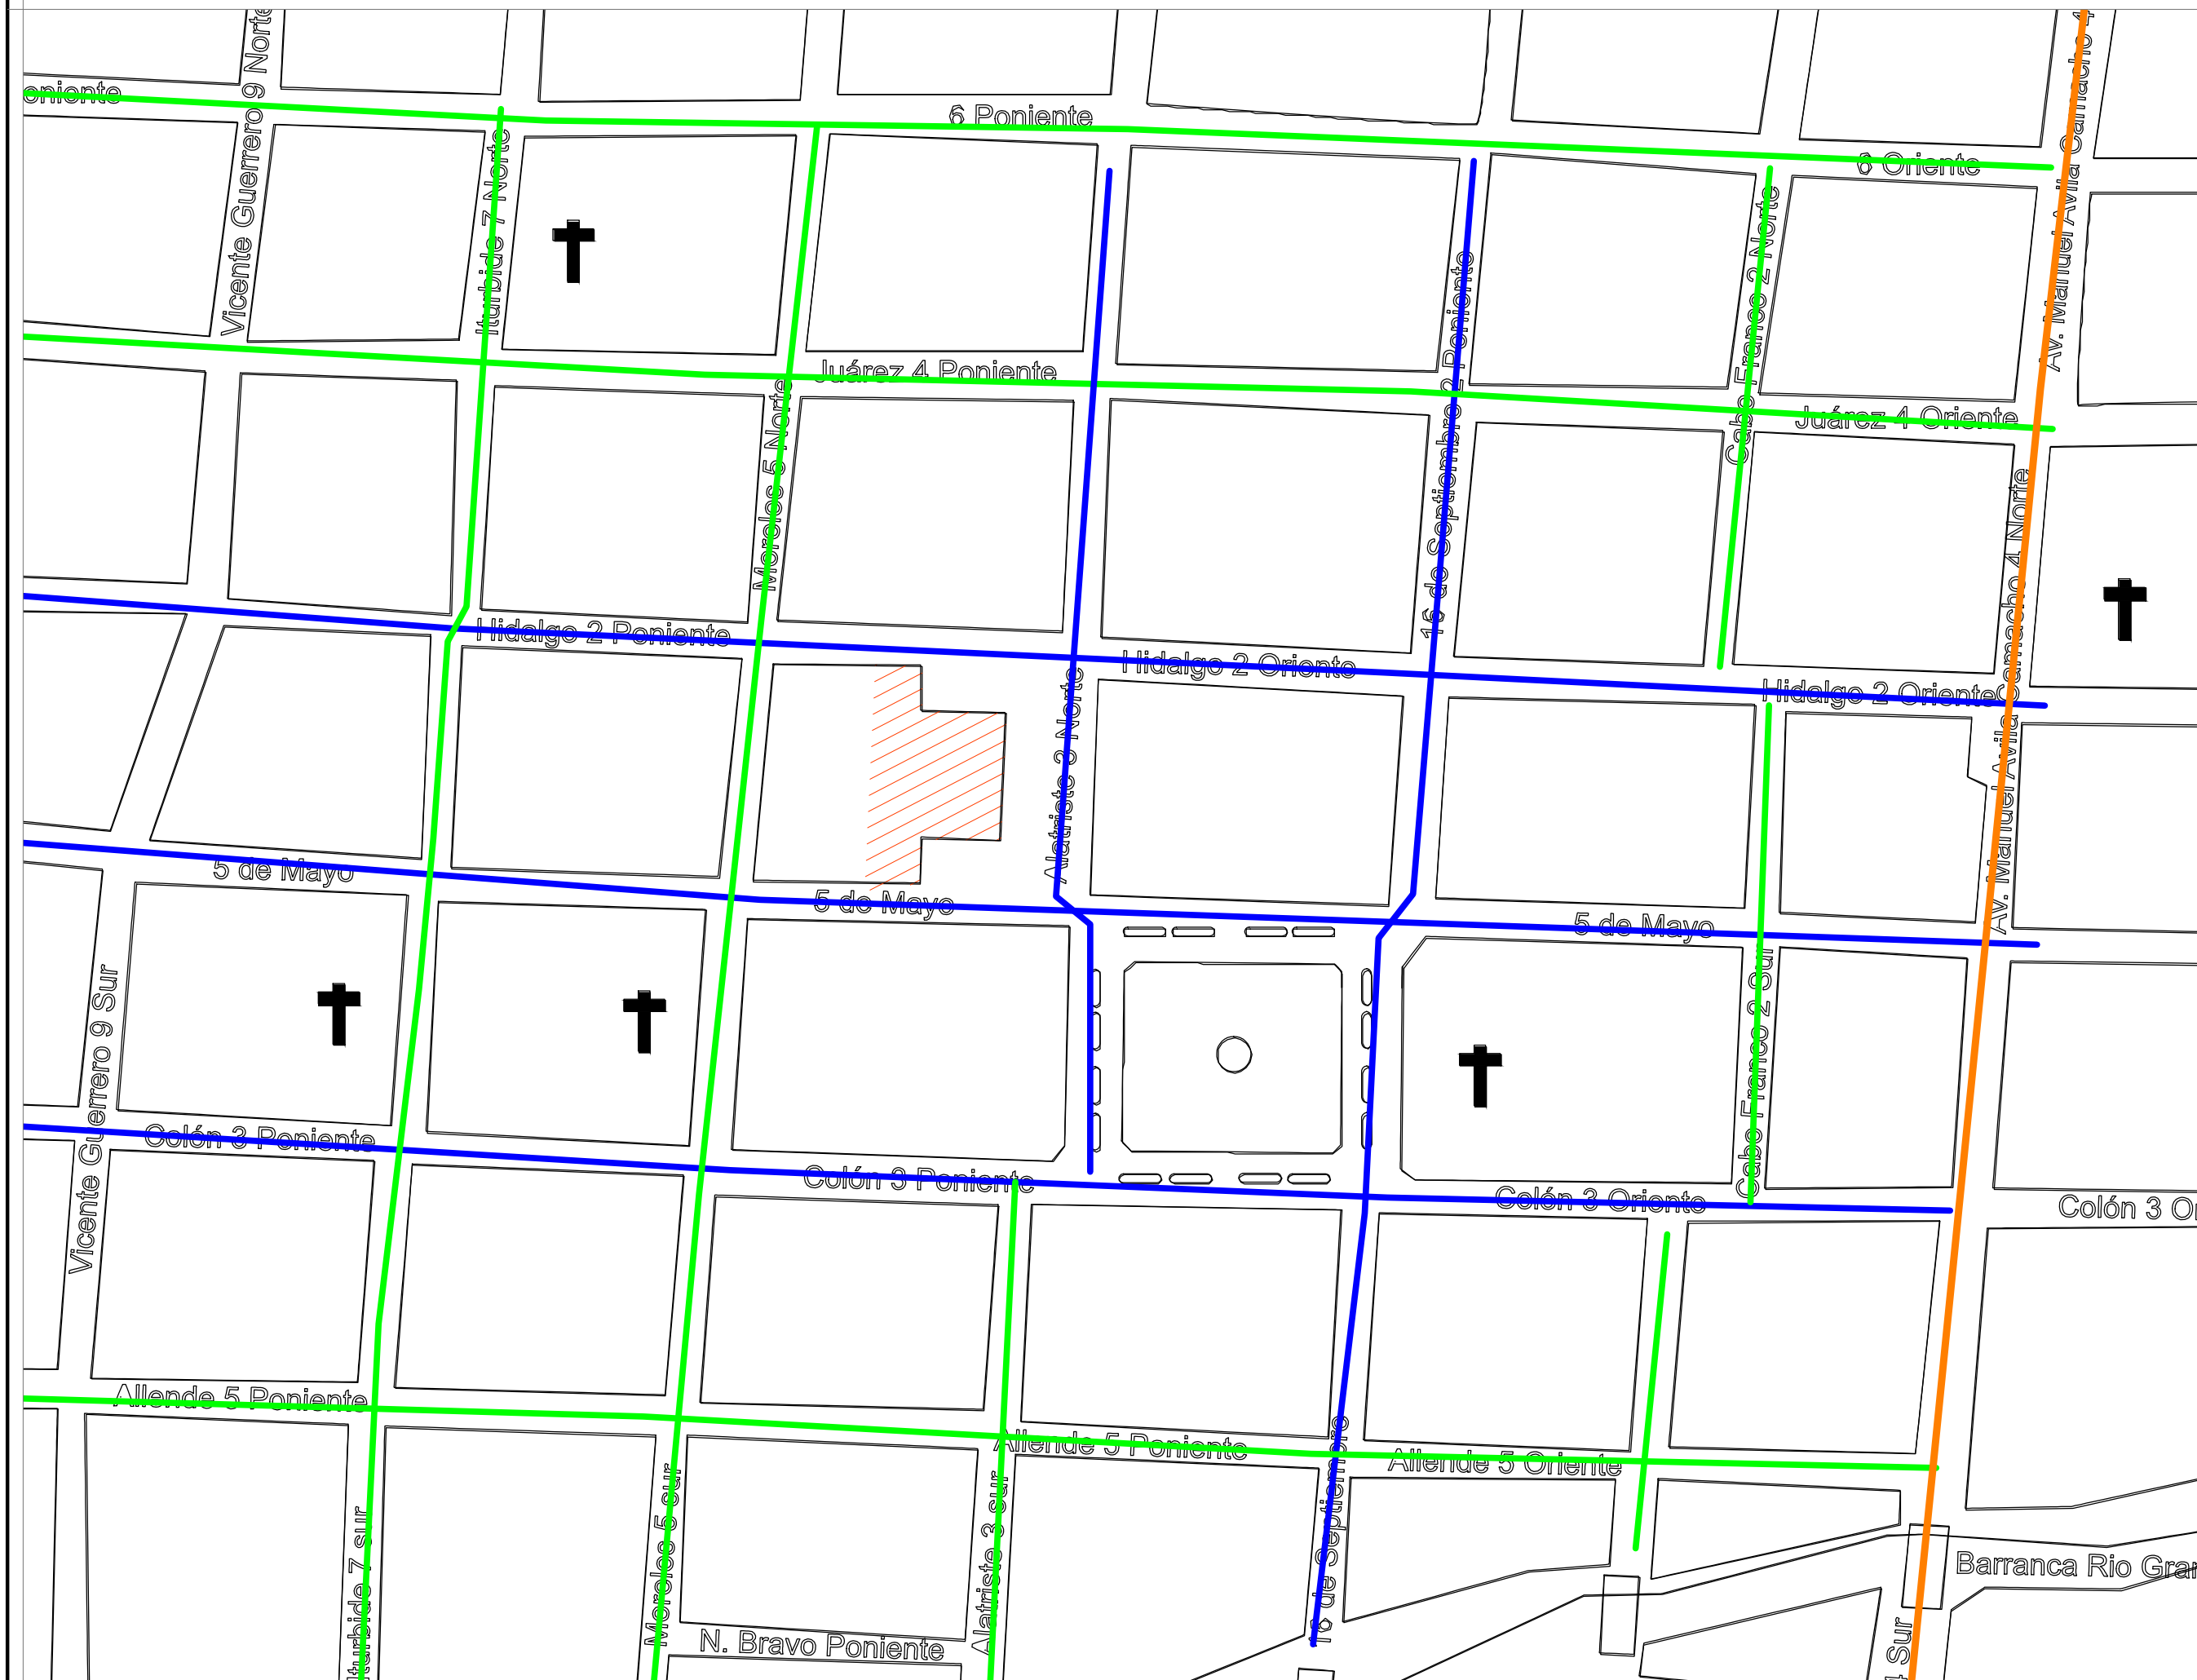 Vicente Guerrero 9 Norte
oniente
6 Poniente
6 Oriente
Av. Manuel Avila Camacho 4
Iturbide 7 Norte
Cabo Franco 2 Norte
16 de Septiembre 2 Poniente
Juárez 4 Poniente
Juárez 4 Oriente
Morelos 5 Norte
Av. Manuel Avila Camacho 4 Norte
Hidalgo 2 Poniente
Hidalgo 2 Oriente
Hidalgo 2 Oriente
Alatriste 3 Norte
5 de Mayo
5 de Mayo
5 de Mayo
Vicente Guerrero 9 Sur
Cabo Franco 2 Sur
Colón 3 Poniente
Colón 3 Poniente
Colón 3 Oriente
Colón 3 Or
Allende 5 Poniente
Allende 5 Poniente
Allende 5 Oriente
Iturbide 7 sur
Morelos 5 sur
Alatriste 3 sur
16 de Septiembre
Barranca Rio Gran
N. Bravo Poniente
Sur